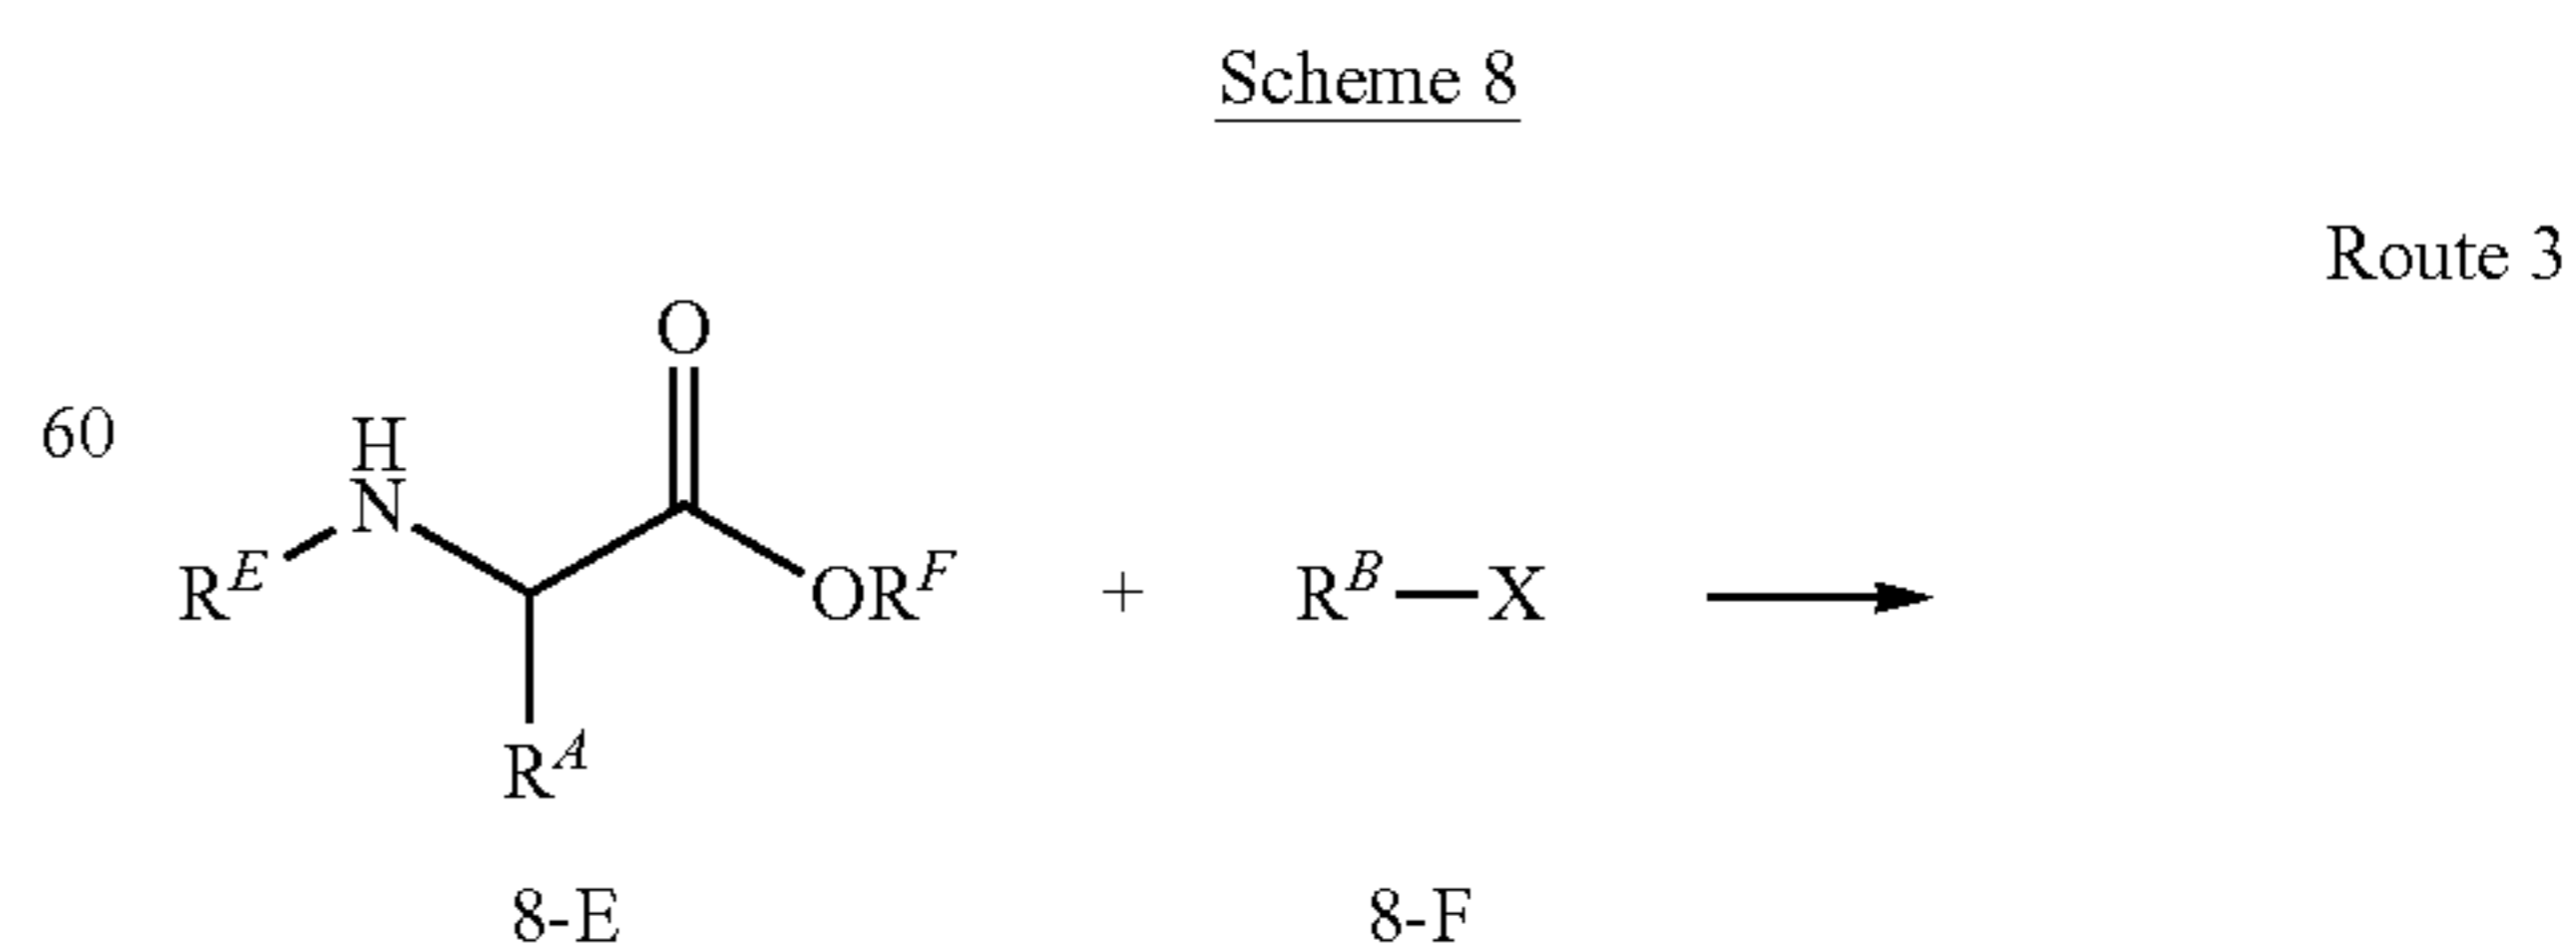 Scheme 8
Route 3
O
60
H
N
R^E
OR^F
+
R^B—X
R^A
8-E
8-F